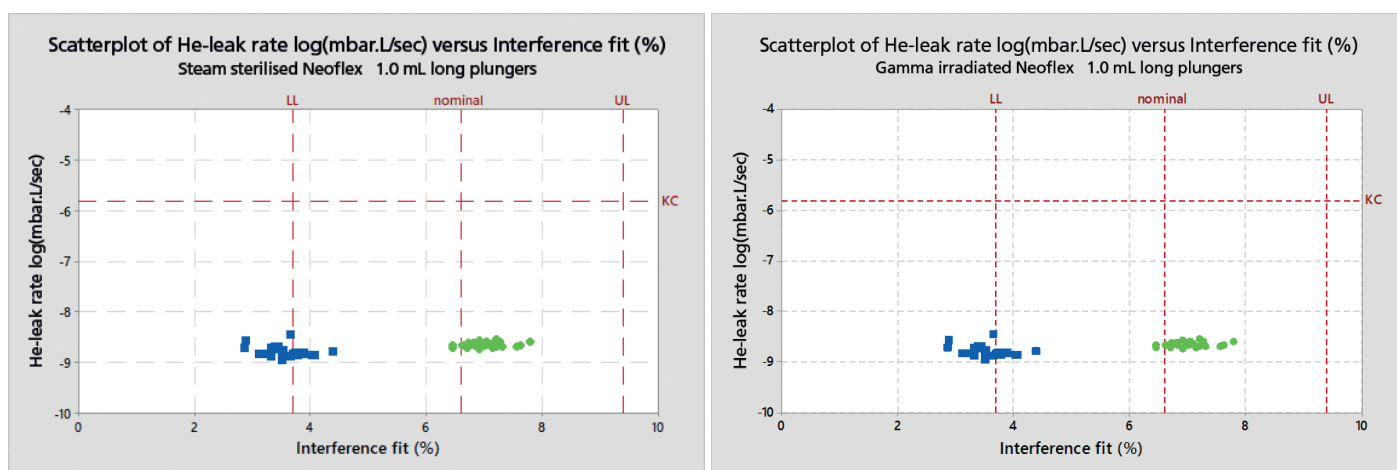 Scatterplot of He-leak rate log(mbar.L/sec) versus Interference fit (%)
Steam sterilised Neoflex 1.0 mL long plungers
LL nominal UL
-4
-5
KC
-6
-7
-8
-9
-10
0 2 4 6 8 10
He-leak rate log(mbar.L/sec)
Interference fit (%)
Scatterplot of He-leak rate log(mbar.L/sec) versus Interference fit (%)
Gamma irradiated Neoflex 1.0 mL long plungers
LL nominal UL
-4
-5
KC
-6
-7
-8
-9
-10
0 2 4 6 8 10
He-leak rate log(mbar.L/sec)
Interference fit (%)